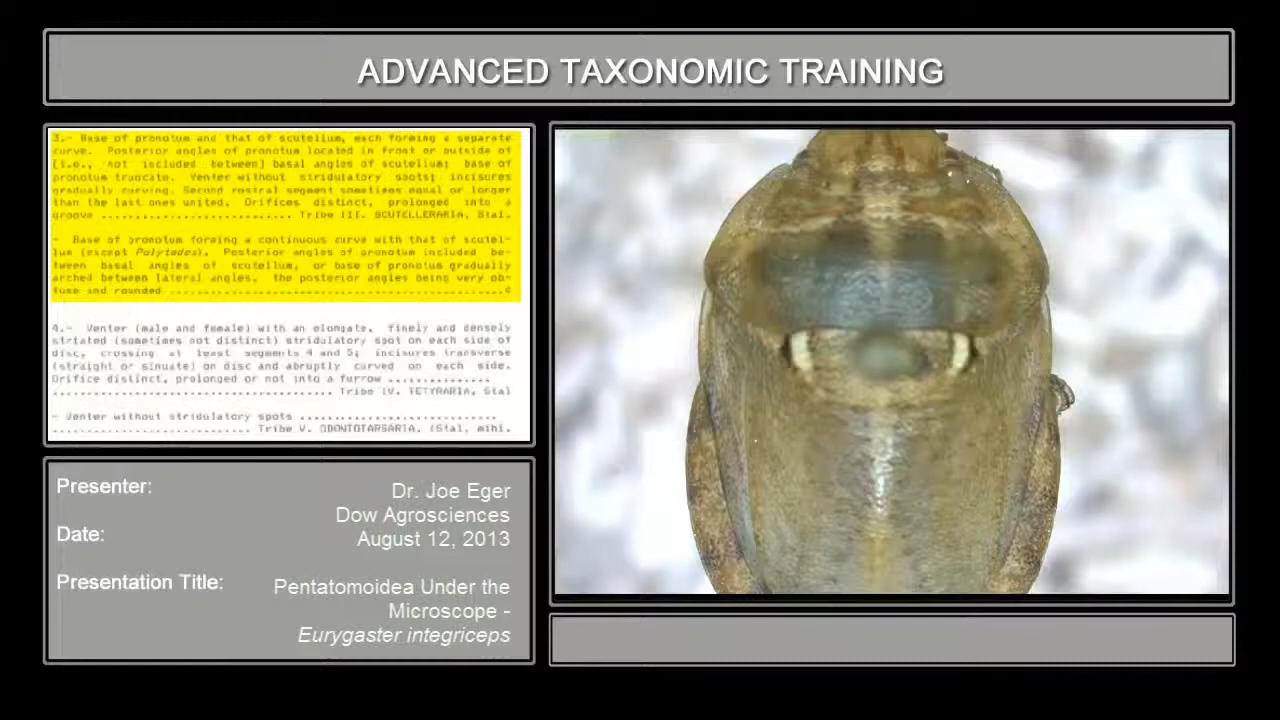 ADVANCED TAXONOMIC TRAINING
3.- Base of pronotum and that of scutellum, each forming a separate
curve. Posterior angles of pronotum located in front or outside of
[i.e., not included between] basal angles of scutellum; base of
pronotum truncate. Venter without stridulatory spots; incisures
gradually curving. Second rostral segment sometimes equal or longer
than the last ones united. Orifices distinct, prolonged into a
groove ........................... Tribe III. SCUTELLERARIA, Stal.
- Base of pronotum forming a continuous curve with that of scutel-
lum (except Polytodes). Posterior angles of pronotum included be-
tween basal angles of scutellum, or base of pronotum gradually
arched between lateral angles, the posterior angles being very ob-
tuse and rounded ................................................4
4.- Venter (male and female) with an elongate, finely and densely
striated (sometimes not distinct) stridulatory spot on each side of
disc, crossing at least segments 4 and 5; incisures transverse
(straight or sinuate) on disc and abruptly curved on each side.
Orifice distinct, prolonged or not into a furrow ...............
........................................ Tribe IV. TETYRARIA, Stal
- Venter without stridulatory spots ............................
............................ Tribe V. ODONTOTARSARIA, (Stal, mihi.
Presenter:
Dr. Joe Eger
Dow Agrosciences
Date:
August 12, 2013
Presentation Title:
Pentatomoidea Under the
Microscope -
Eurygaster integriceps